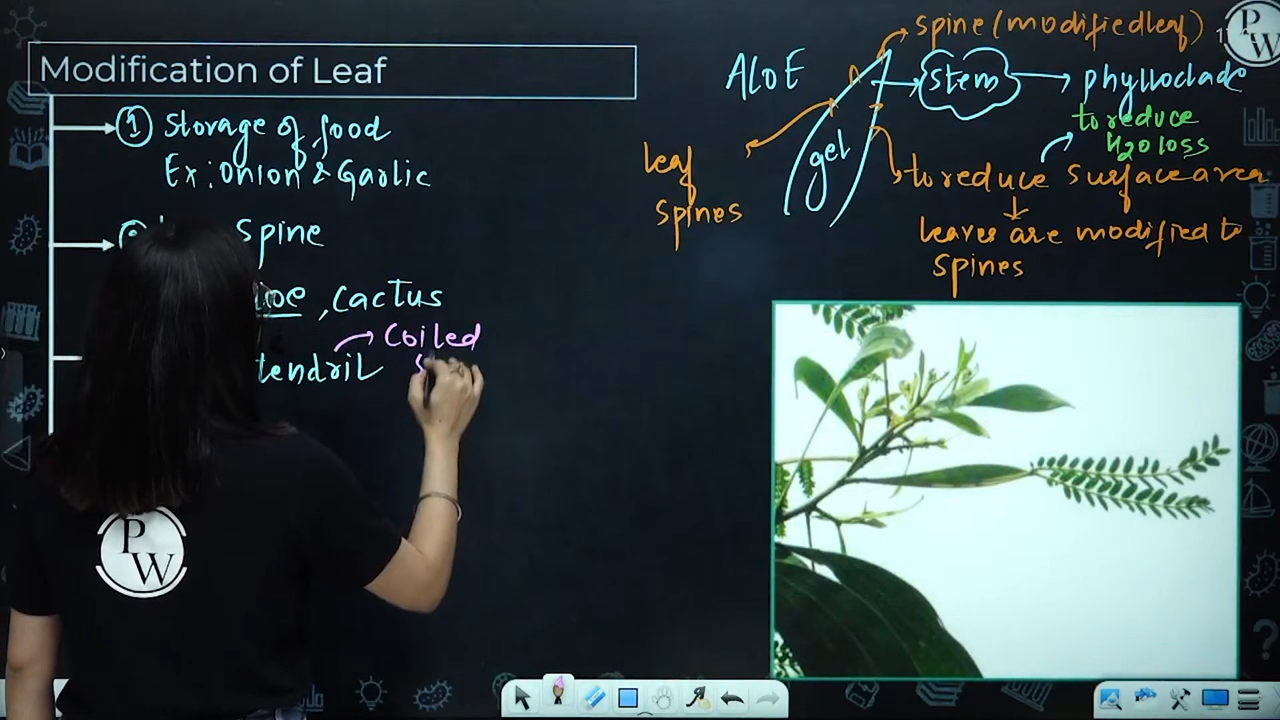 Modification of Leaf
① Storage of food
Ex: Onion & Garlic
Spine
, Cactus
tendril
Coiled
ALOE
spine (modified leaf)
stem
phylloclade
to reduce
H2O loss
gel
leaf
spines
to reduce surface area
leaves are modified to
spines
P
W
P
W